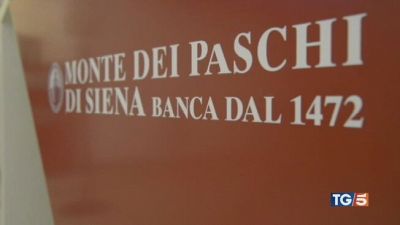 MONTE DEI PASCHI
DI SIENA BANCA DAL 1472
TG5